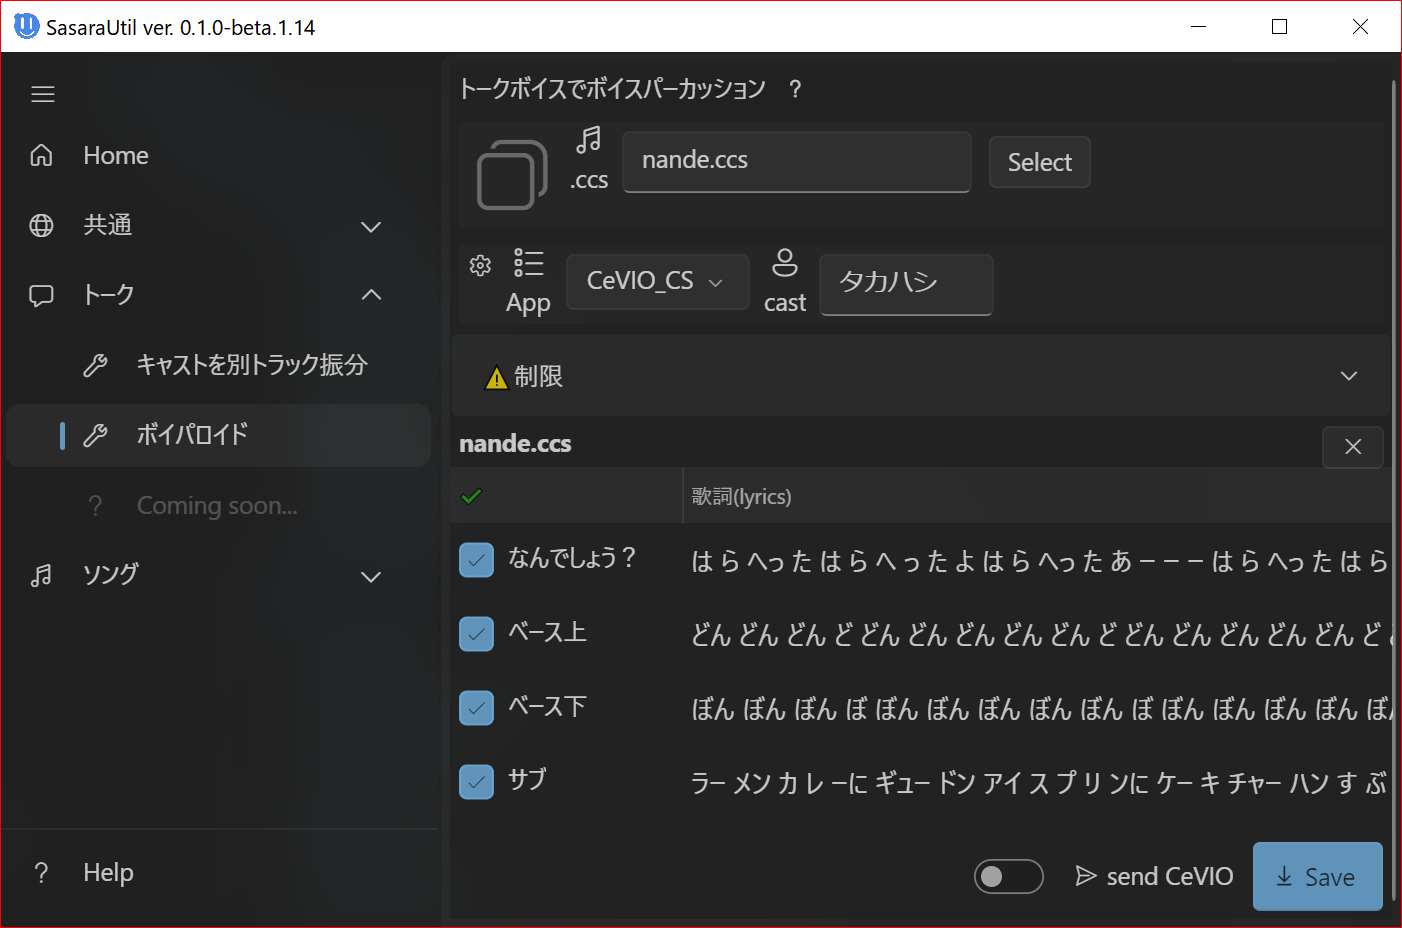 SasaraUtil ver. 0.1.0-beta.1.14
Home
共通
トーク
キャストを別トラック振分
ボイパロイド
Coming soon...
ソング
Help
トークボイスでボイスパーカッション ?
.ccs
nande.ccs
Select
App
CeVIO_CS
cast
タカハシ
制限
nande.ccs
歌詞(lyrics)
なんでしょう？ は ら へっ た は ら へ っ た よ は ら へっ た あ ー ー ー は ら へっ た は ら
ベース上 どん どん どん ど どん どん どん どん どん ど どん どん どん どん どん ど
ベース下 ぼん ぼん ぼん ぼ ぼん ぼん ぼん ぼん ぼん ぼ ぼん ぼん ぼん ぼん ぼん
サブ ラー メン カ レ ーに ギュー ドン アイ ス プ リ ンに ケー キ チャー ハン す ぶ
send CeVIO
Save